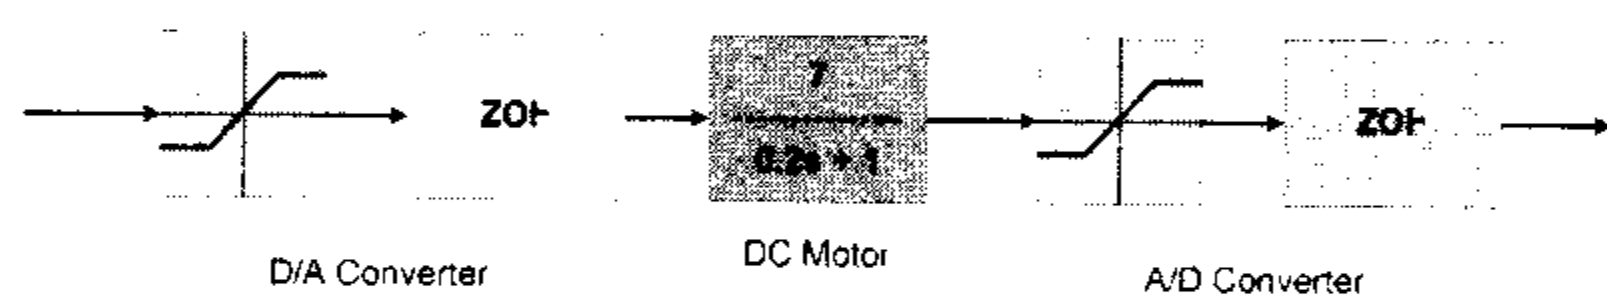 ZOH
7
0.2s + 1
ZOH
D/A Converter
DC Motor
A/D Converter